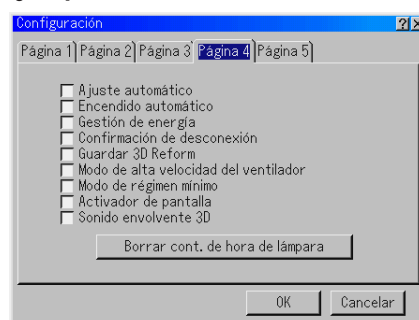 Configuración
Página 1 Página 2 Página 3 Página 4 Página 5
Ajuste automático
Encendido automático
Gestión de energía
Confirmación de desconexión
Guardar 3D Reform
Modo de alta velocidad del ventilador
Modo de régimen mínimo
Activador de pantalla
Sonido envolvente 3D
Borrar cont. de hora de lámpara
OK Cancelar